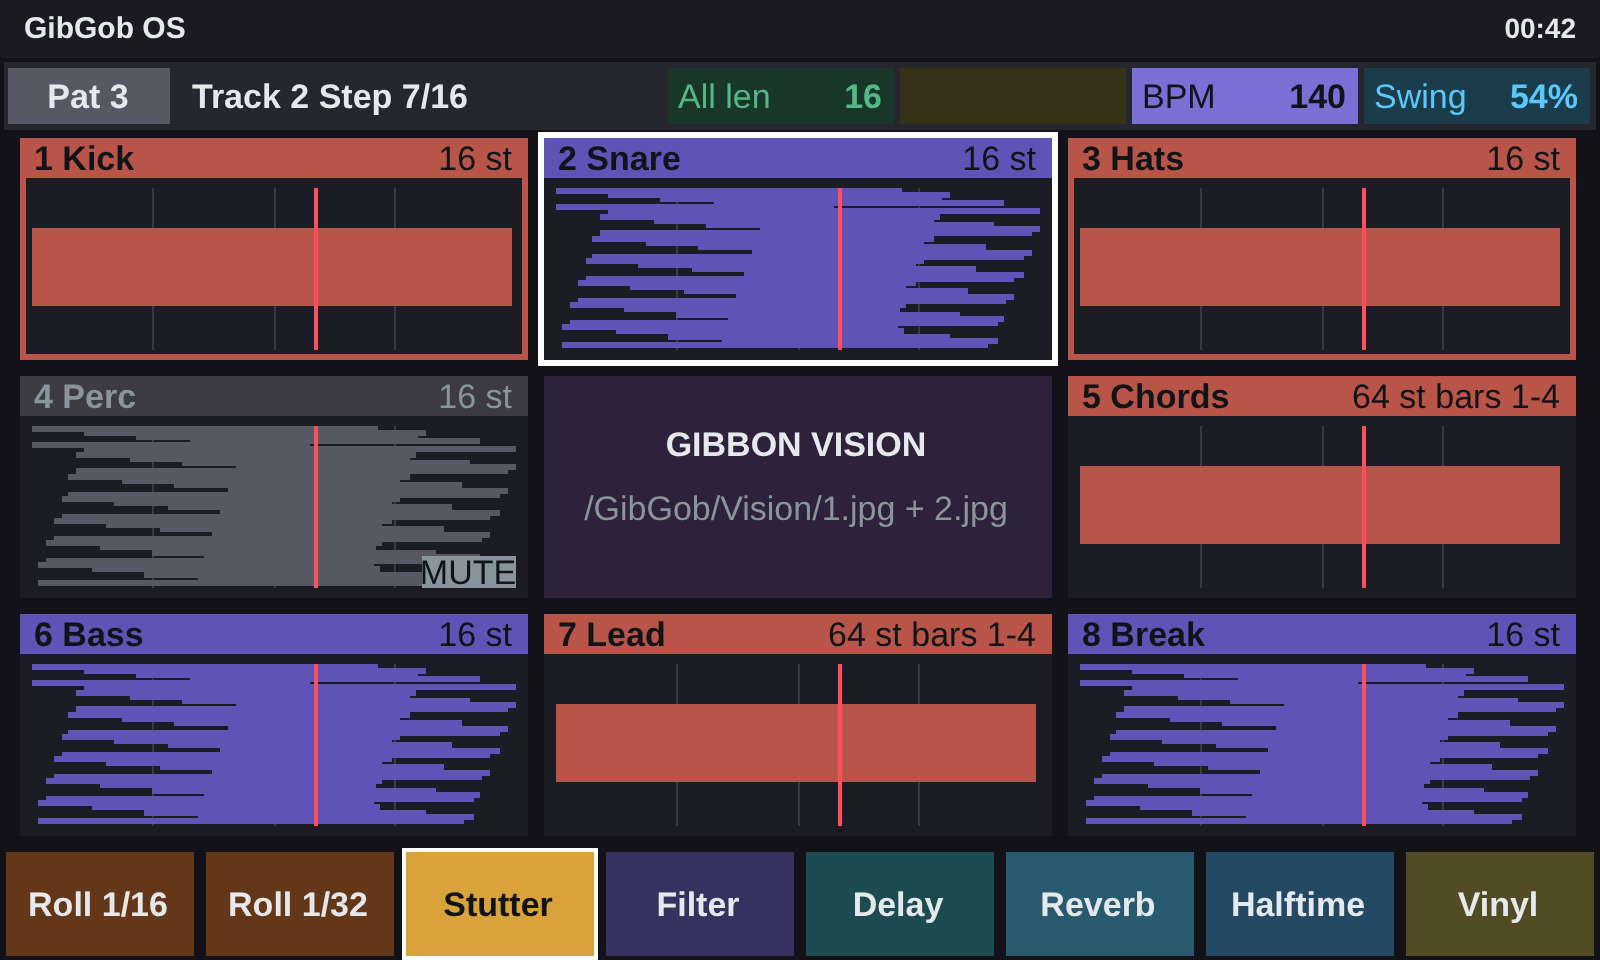 GibGob OS 00:42
Pat 3 Track 2 Step 7/16 All len 16 BPM 140 Swing 54%
1 Kick 16 st 2 Snare 16 st 3 Hats 16 st
4 Perc 16 st 5 Chords 64 st bars 1-4
GIBBON VISION
/GibGob/Vision/1.jpg + 2.jpg
MUTE
6 Bass 16 st 7 Lead 64 st bars 1-4 8 Break 16 st
Roll 1/16 Roll 1/32 Stutter Filter Delay Reverb Halftime Vinyl